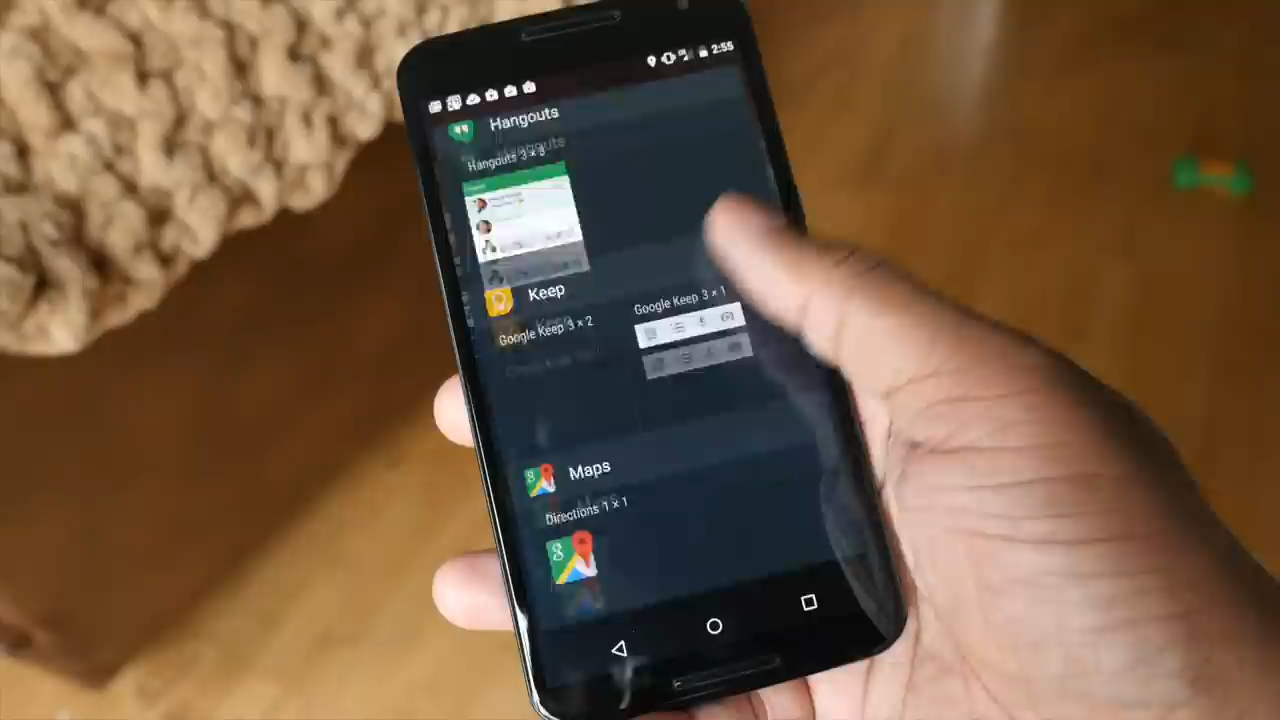 2:55
Hangouts
Hangouts 3 × 3
Keep
Google Keep 3 × 2
Google Keep 3 × 1
Maps
Directions 1 × 1